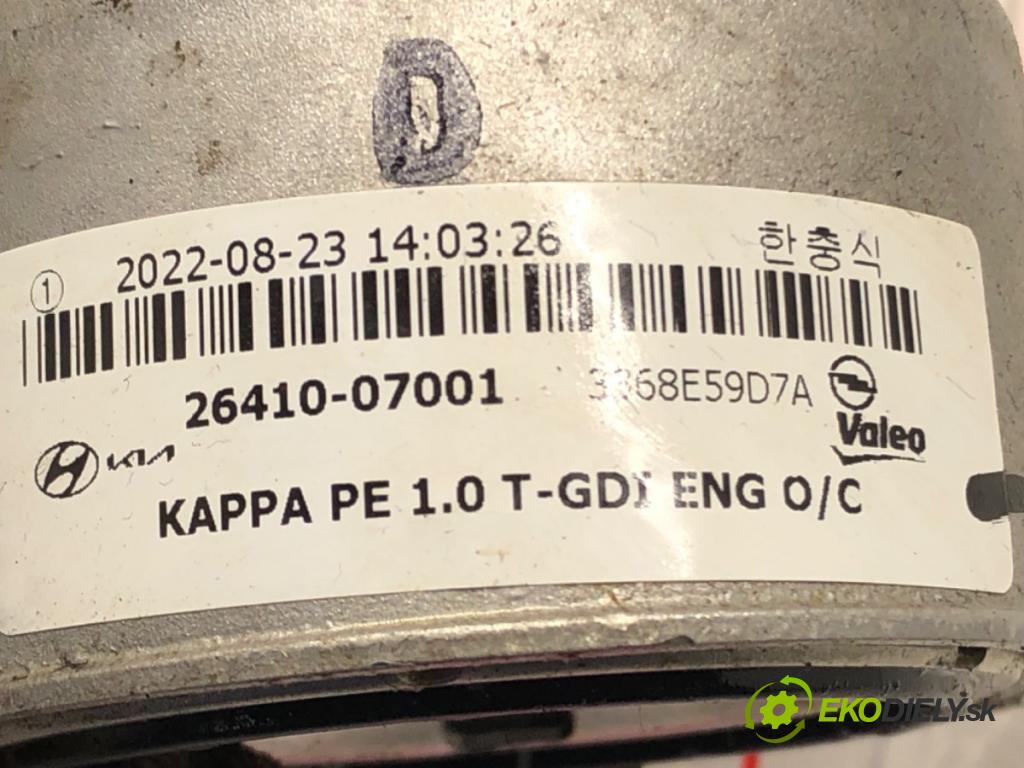 D
① 2022-08-23 14:03:26 한충식
26410-07001 3368E59D7A
KIA Valeo
KAPPA PE 1.0 T-GDI ENG O/C
EKODIELY.sk